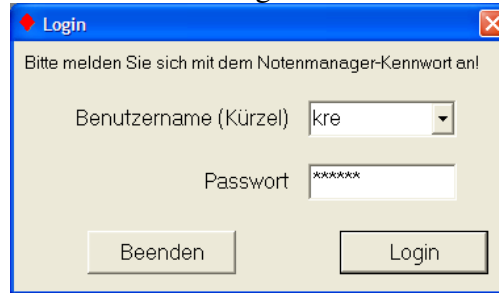 Login
Bitte melden Sie sich mit dem Notenmanager-Kennwort an!
Benutzername (Kürzel) kre
Passwort ******
Beenden Login